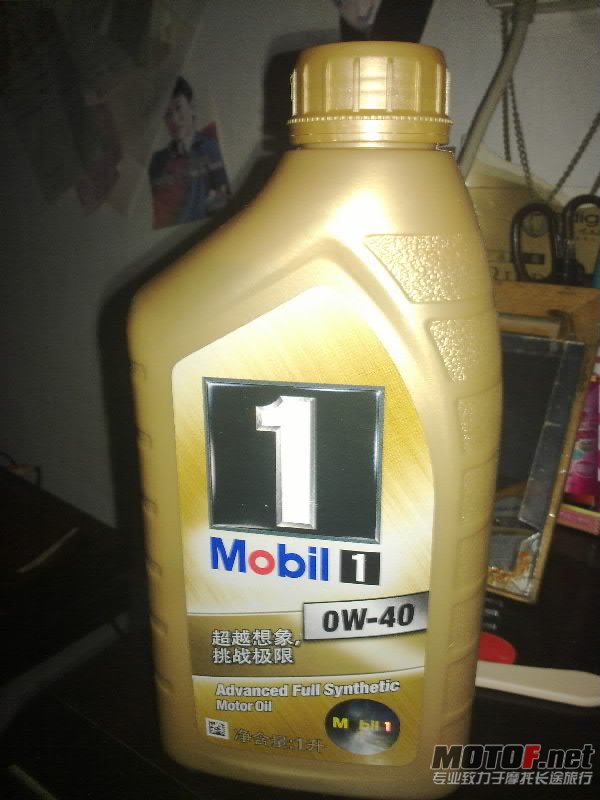 1
Mobil 1
0W-40
超越想象,
挑战极限
Advanced Full Synthetic
Motor Oil
Mobil 1
净含量:1升
MOTOF.net
专业致力于摩托长途旅行